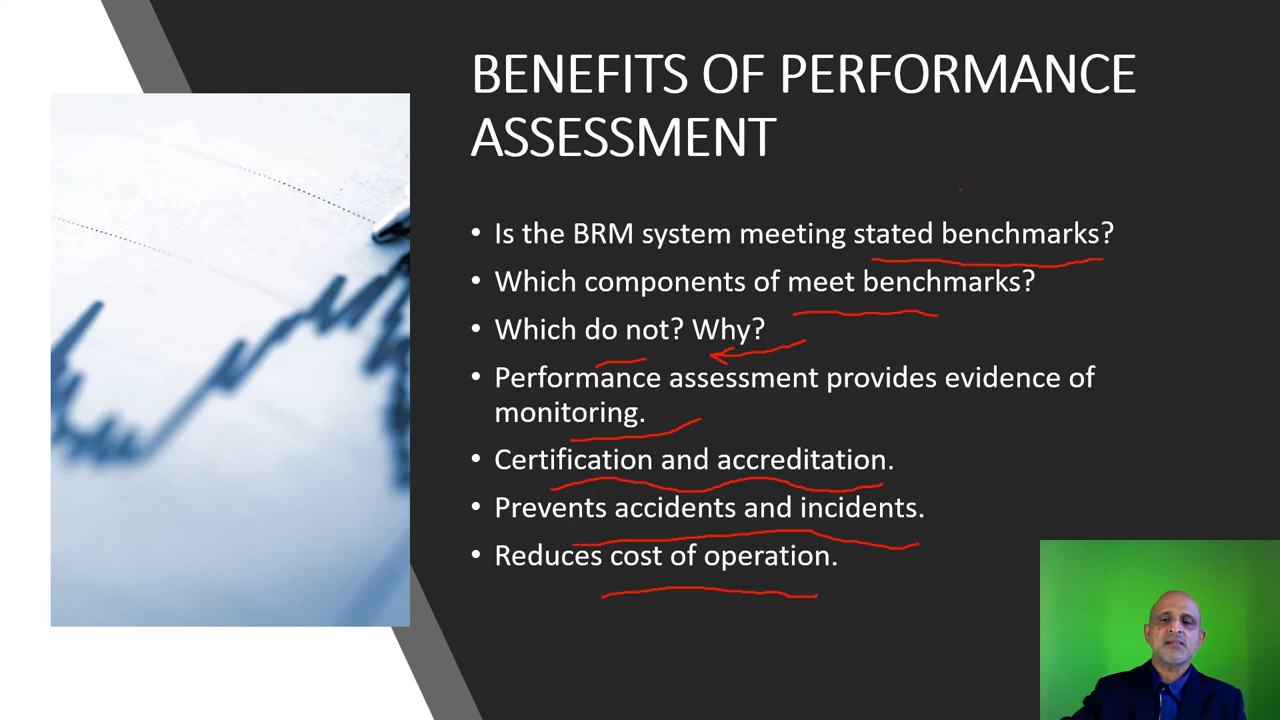 BENEFITS OF PERFORMANCE
ASSESSMENT
• Is the BRM system meeting stated benchmarks?
• Which components of meet benchmarks?
• Which do not? Why?
• Performance assessment provides evidence of
monitoring.
• Certification and accreditation.
• Prevents accidents and incidents.
• Reduces cost of operation.